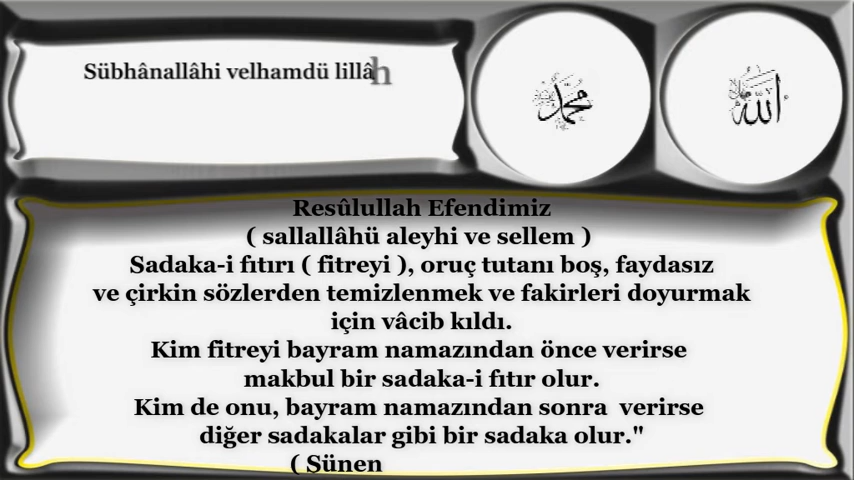 Sübhânallâhi velhamdü lillâh
محمد
الله
Resûlullah Efendimiz
( sallallâhü aleyhi ve sellem )
Sadaka-i fıtırı ( fitreyi ), oruç tutanı boş, faydasız
ve çirkin sözlerden temizlenmek ve fakirleri doyurmak
için vâcib kıldı.
Kim fitreyi bayram namazından önce verirse
makbul bir sadaka-i fıtır olur.
Kim de onu, bayram namazından sonra verirse
diğer sadakalar gibi bir sadaka olur."
( Sünen